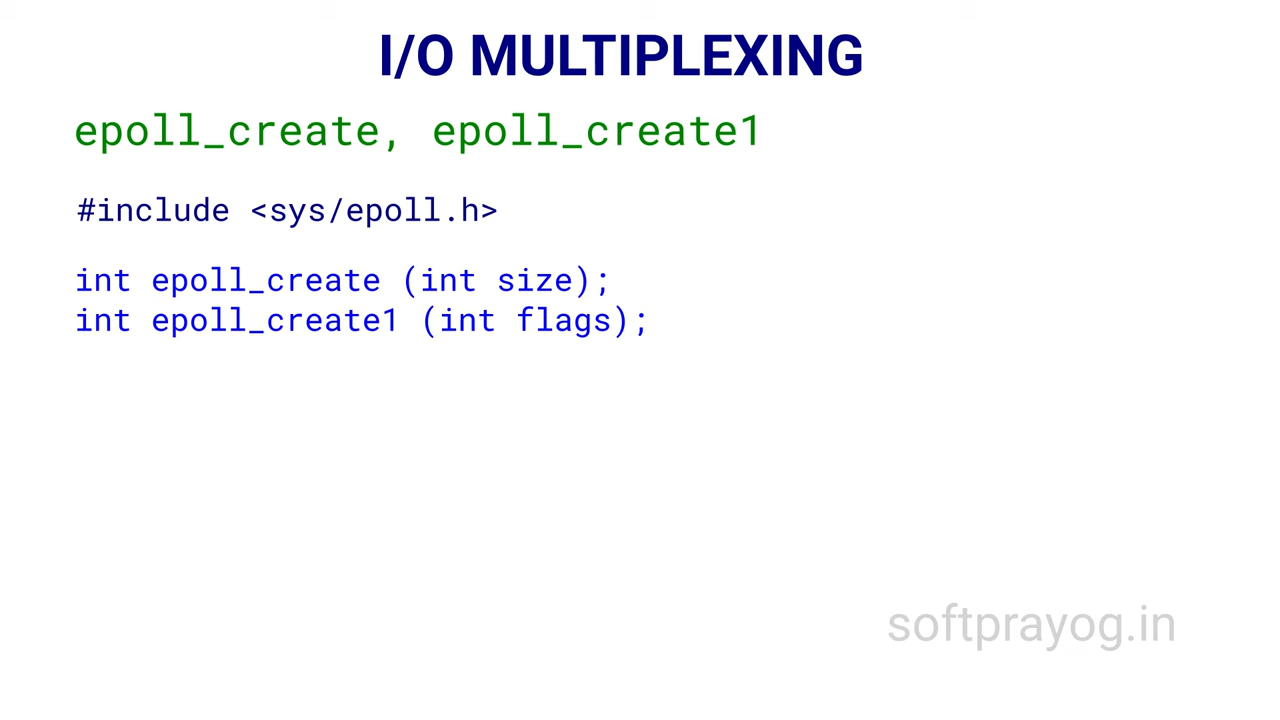 I/O MULTIPLEXING
epoll_create, epoll_create1
#include <sys/epoll.h>
int epoll_create (int size);
int epoll_create1 (int flags);
softprayog.in